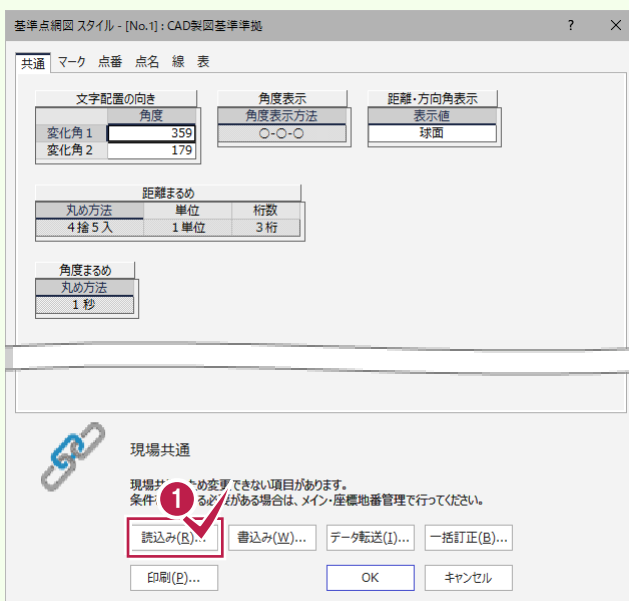 基準点網図 スタイル - [No.1] : CAD製図基準準拠 ? ×
共通 マーク 点番 点名 線 表
文字配置の向き 角度表示 距離・方向角表示
角度 角度表示方法 表示値
変化角1 359 ○-○-○ 球面
変化角2 179
距離まるめ
丸め方法 単位 桁数
4捨5入 1単位 3桁
角度まるめ
丸め方法
1秒
現場共通
現場共 ため変更できない項目があります。
条件 る必 がある場合は、メイン・座標地番管理で行ってください。
1
読込み(R)... 書込み(W)... データ転送(I)... 一括訂正(B)...
印刷(P)... OK キャンセル